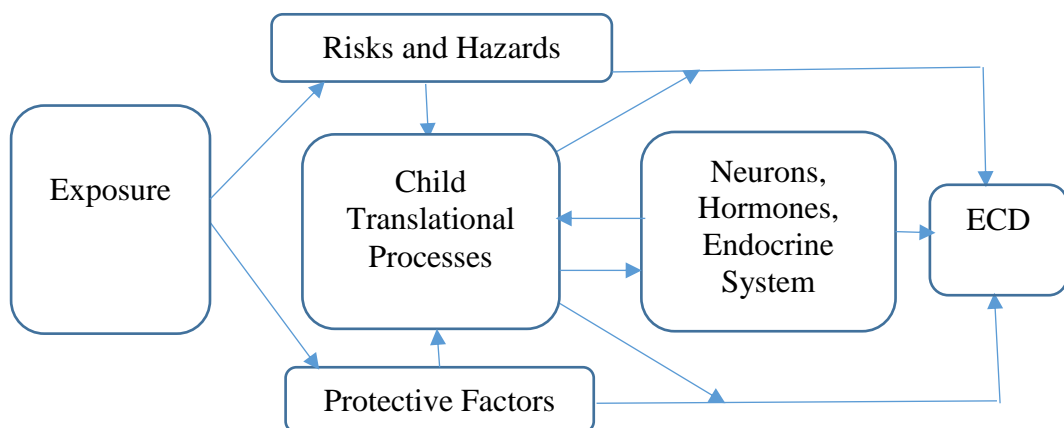 Risks and Hazards
Exposure
Child
Translational
Processes
Neurons,
Hormones,
Endocrine
System
ECD
Protective Factors